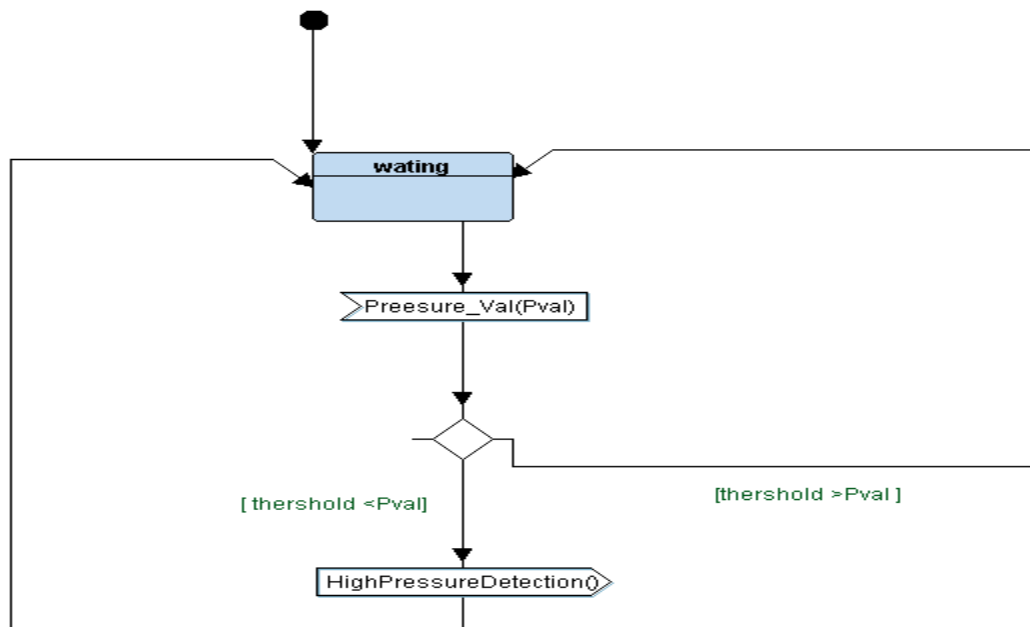 wating
Preesure_Val(Pval)
[ thershold <Pval]
[thershold >Pval ]
HighPressureDetection()